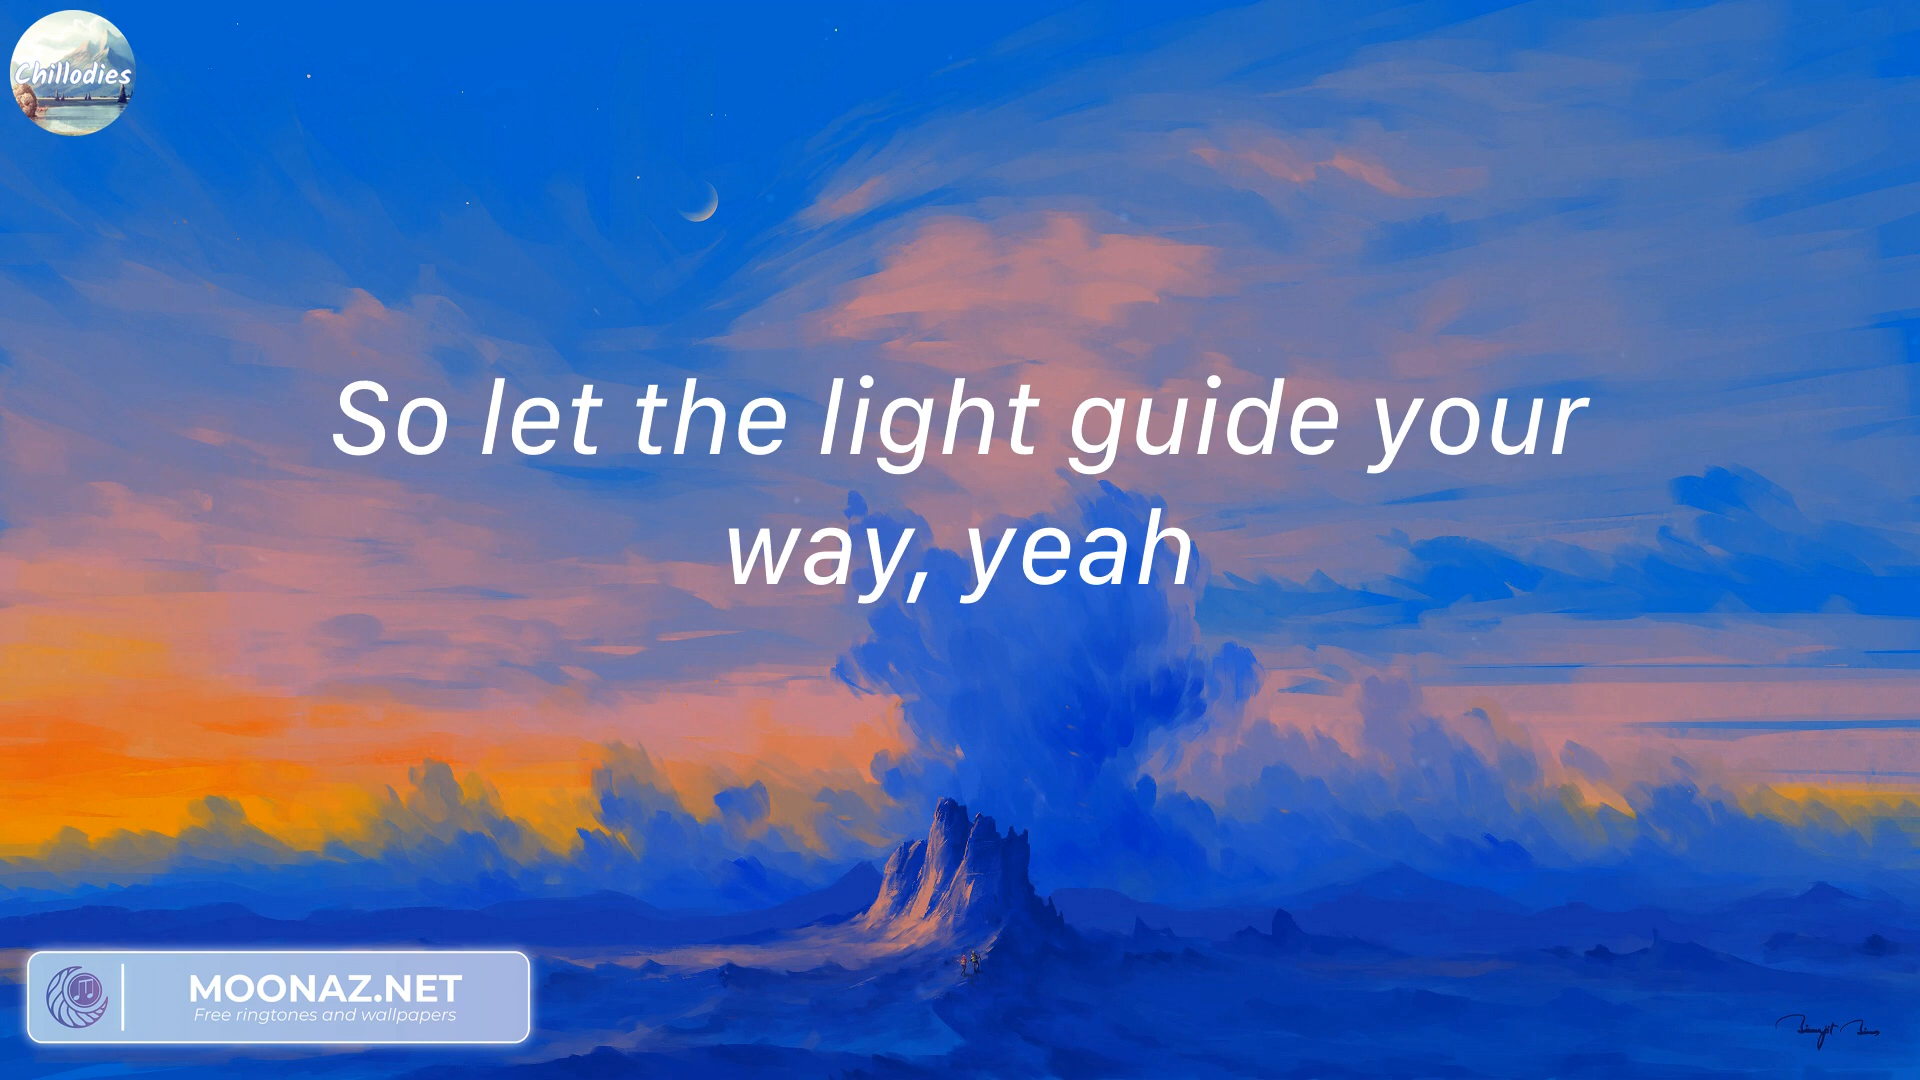 Chillodies
So let the light guide your
way, yeah
MOONAZ.NET
Free ringtones and wallpapers